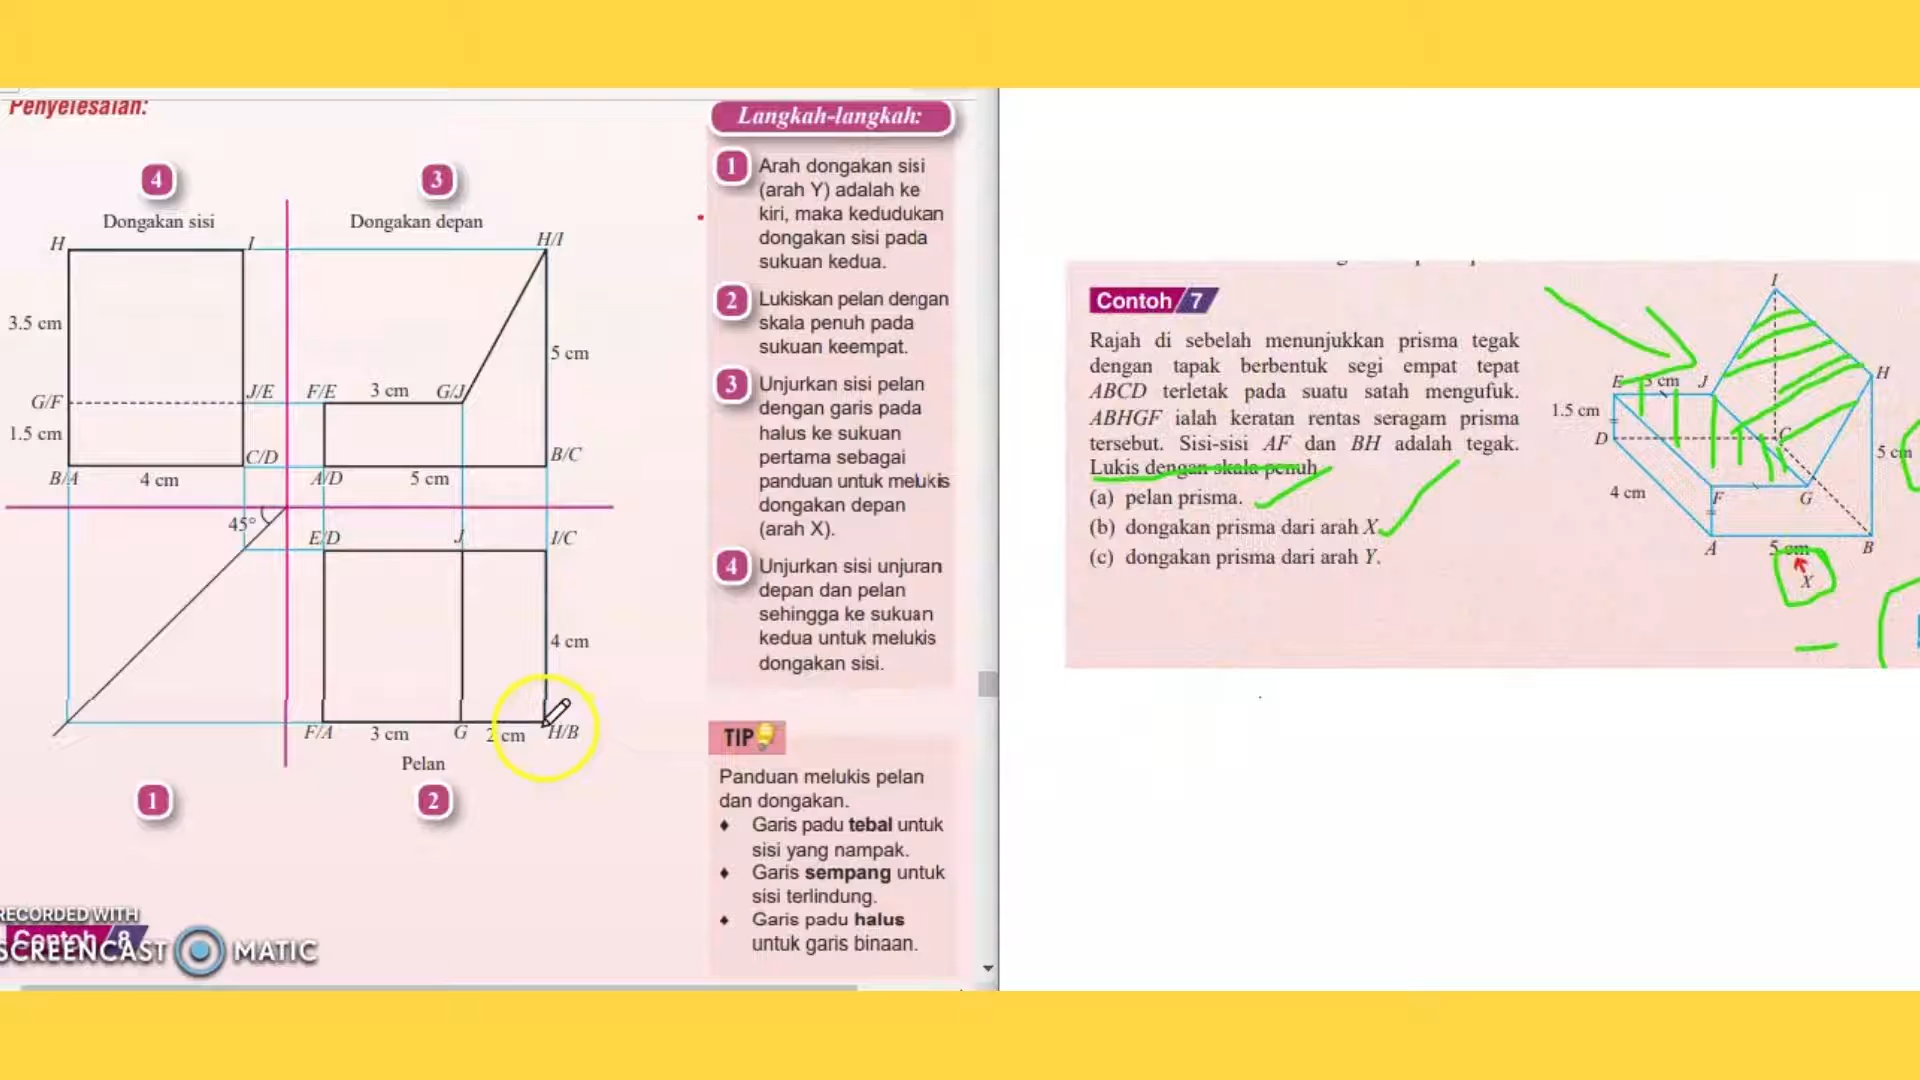 Penyelesaian:
4
3
Dongakan sisi
Dongakan depan
H
I
H/I
3.5 cm
5 cm
G/F
J/E
F/E
3 cm
G/J
1.5 cm
B/A
4 cm
C/D
A/D
5 cm
B/C
45°
E/D
J
I/C
4 cm
F/A
3 cm
G
2 cm
H/B
Pelan
1
2
RECORDED WITH
SCREENCAST MATIC
Contoh 8
Langkah-langkah:
1 Arah dongakan sisi
(arah Y) adalah ke
kiri, maka kedudukan
dongakan sisi pada
sukuan kedua.
2 Lukiskan pelan dengan
skala penuh pada
sukuan keempat.
3 Unjurkan sisi pelan
dengan garis pada
halus ke sukuan
pertama sebagai
panduan untuk melukis
dongakan depan
(arah X).
4 Unjurkan sisi unjuran
depan dan pelan
sehingga ke sukuan
kedua untuk melukis
dongakan sisi.
TIP
Panduan melukis pelan
dan dongakan.
♦ Garis padu tebal untuk
sisi yang nampak.
♦ Garis sempang untuk
sisi terlindung.
♦ Garis padu halus
untuk garis binaan.
Contoh 7
Rajah di sebelah menunjukkan prisma tegak
dengan tapak berbentuk segi empat tepat
ABCD terletak pada suatu satah mengufuk.
ABHGF ialah keratan rentas seragam prisma
tersebut. Sisi-sisi AF dan BH adalah tegak.
Lukis dengan skala penuh
(a) pelan prisma.
(b) dongakan prisma dari arah X.
(c) dongakan prisma dari arah Y.
I
H
E
3 cm
J
1.5 cm
D
C
5 cm
4 cm
F
G
A
5 cm
B
X